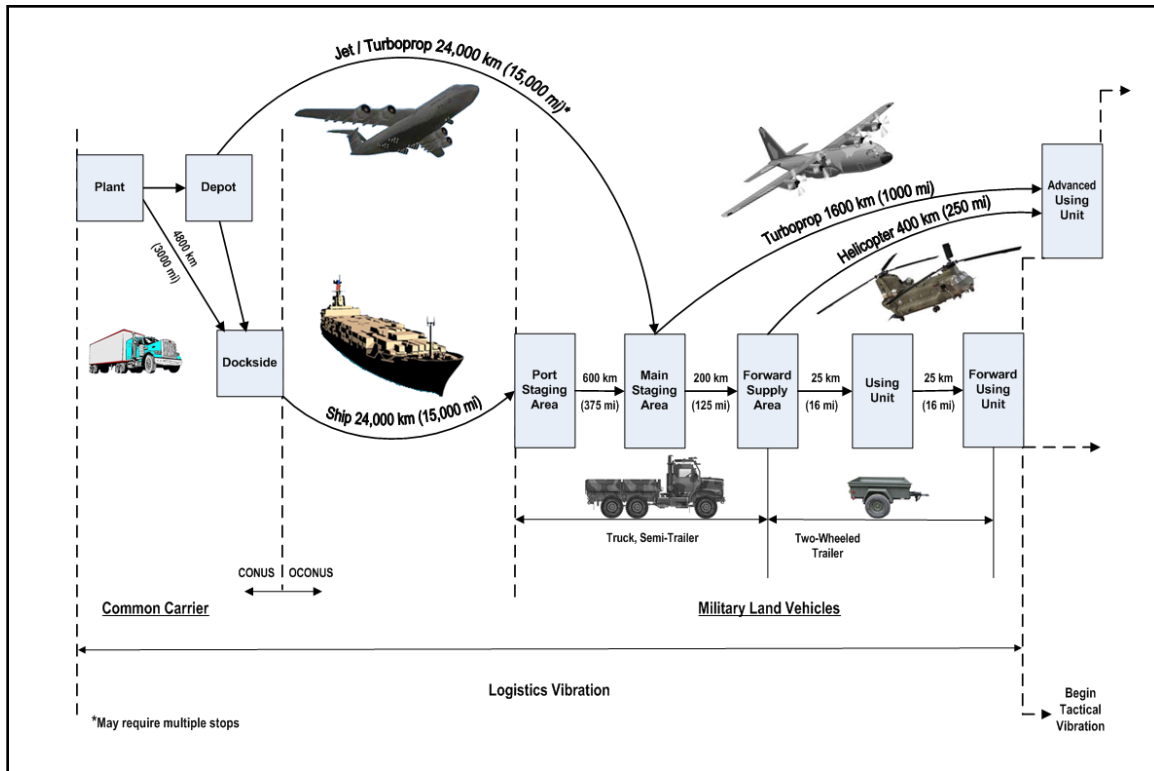 Jet / Turboprop 24,000 km (15,000 mi)*
Plant
Depot
4800 km
(3000 mi)
Dockside
Ship 24,000 km (15,000 mi)
Turboprop 1600 km (1000 mi)
Helicopter 400 km (250 mi)
Advanced
Using
Unit
Port
Staging
Area
600 km
(375 mi)
Main
Staging
Area
200 km
(125 mi)
Forward
Supply
Area
25 km
(16 mi)
Using
Unit
25 km
(16 mi)
Forward
Using
Unit
Truck, Semi-Trailer
Two-Wheeled
Trailer
CONUS
OCONUS
Common Carrier
Military Land Vehicles
Logistics Vibration
*May require multiple stops
Begin
Tactical
Vibration